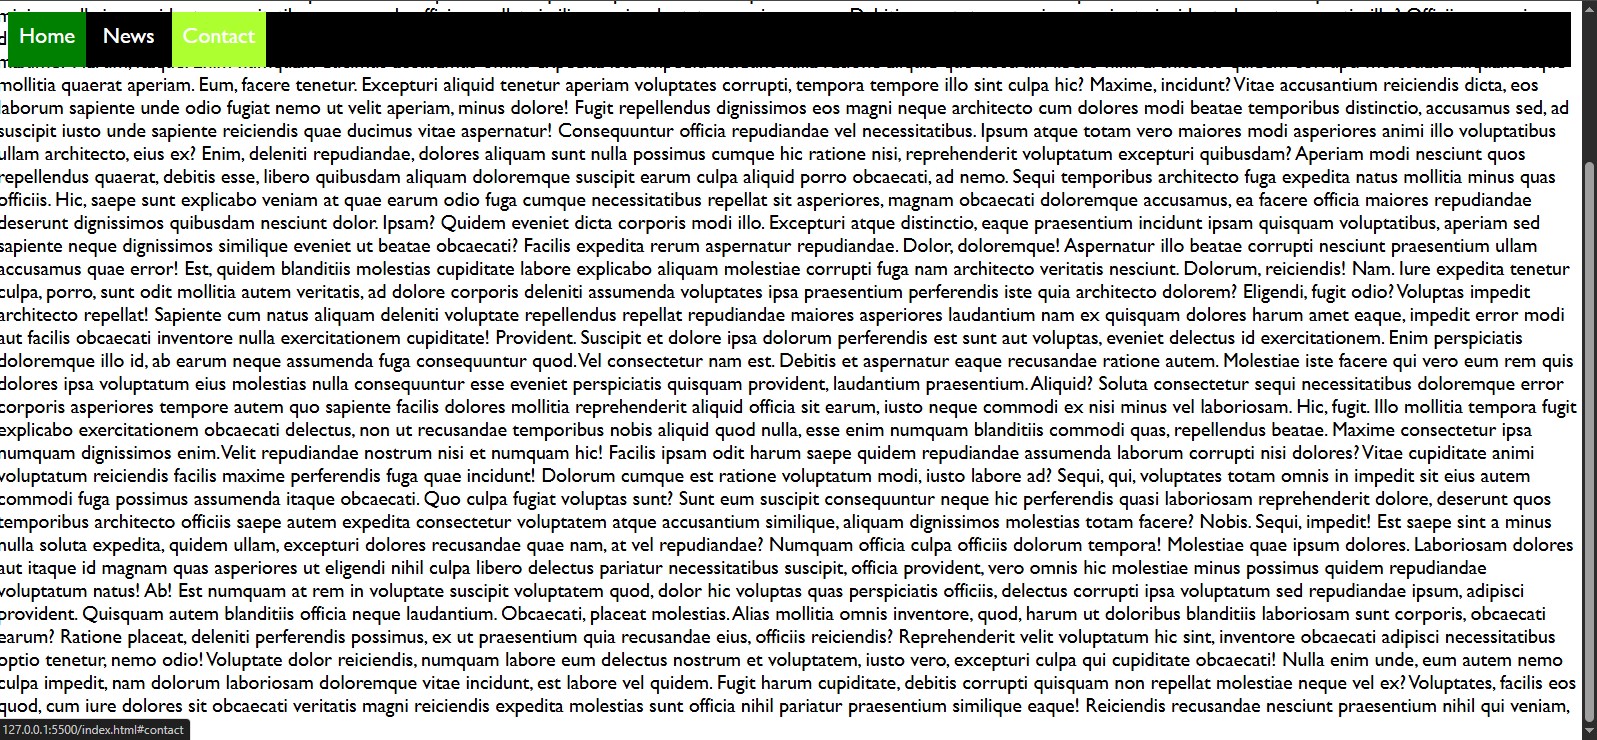 Home News Contact
mollitia quaerat aperiam. Eum, facere tenetur. Excepturi aliquid tenetur aperiam voluptates corrupti, tempora tempore illo sint culpa hic? Maxime, incidunt? Vitae accusantium reiciendis dicta, eos
laborum sapiente unde odio fugiat nemo ut velit aperiam, minus dolore! Fugit repellendus dignissimos eos magni neque architecto cum dolores modi beatae temporibus distinctio, accusamus sed, ad
suscipit iusto unde sapiente reiciendis quae ducimus vitae aspernatur! Consequuntur officia repudiandae vel necessitatibus. Ipsum atque totam vero maiores modi asperiores animi illo voluptatibus
ullam architecto, eius ex? Enim, deleniti repudiandae, dolores aliquam sunt nulla possimus cumque hic ratione nisi, reprehenderit voluptatum excepturi quibusdam? Aperiam modi nesciunt quos
repellendus quaerat, debitis esse, libero quibusdam aliquam doloremque suscipit earum culpa aliquid porro obcaecati, ad nemo. Sequi temporibus architecto fuga expedita natus mollitia minus quas
officiis. Hic, saepe sunt explicabo veniam at quae earum odio fuga cumque necessitatibus repellat sit asperiores, magnam obcaecati doloremque accusamus, ea facere officia maiores repudiandae
deserunt dignissimos quibusdam nesciunt dolor. Ipsam? Quidem eveniet dicta corporis modi illo. Excepturi atque distinctio, eaque praesentium incidunt ipsam quisquam voluptatibus, aperiam sed
sapiente neque dignissimos similique eveniet ut beatae obcaecati? Facilis expedita rerum aspernatur repudiandae. Dolor, doloremque! Aspernatur illo beatae corrupti nesciunt praesentium ullam
accusamus quae error! Est, quidem blanditiis molestias cupiditate labore explicabo aliquam molestiae corrupti fuga nam architecto veritatis nesciunt. Dolorum, reiciendis! Nam. Iure expedita tenetur
culpa, porro, sunt odit mollitia autem veritatis, ad dolore corporis deleniti assumenda voluptates ipsa praesentium perferendis iste quia architecto dolorem? Eligendi, fugit odio? Voluptas impedit
architecto repellat! Sapiente cum natus aliquam deleniti voluptate repellendus repellat repudiandae maiores asperiores laudantium nam ex quisquam dolores harum amet eaque, impedit error modi
aut facilis obcaecati inventore nulla exercitationem cupiditate! Provident. Suscipit et dolore ipsa dolorum perferendis est sunt aut voluptas, eveniet delectus id exercitationem. Enim perspiciatis
doloremque illo id, ab earum neque assumenda fuga consequuntur quod. Vel consectetur nam est. Debitis et aspernatur eaque recusandae ratione autem. Molestiae iste facere qui vero eum rem quis
dolores ipsa voluptatum eius molestias nulla consequuntur esse eveniet perspiciatis quisquam provident, laudantium praesentium. Aliquid? Soluta consectetur sequi necessitatibus doloremque error
corporis asperiores tempore autem quo sapiente facilis dolores mollitia reprehenderit aliquid officia sit earum, iusto neque commodi ex nisi minus vel laboriosam. Hic, fugit. Illo mollitia tempora fugit
explicabo exercitationem obcaecati delectus, non ut recusandae temporibus nobis aliquid quod nulla, esse enim numquam blanditiis commodi quas, repellendus beatae. Maxime consectetur ipsa
numquam dignissimos enim. Velit repudiandae nostrum nisi et numquam hic! Facilis ipsam odit harum saepe quidem repudiandae assumenda laborum corrupti nisi dolores? Vitae cupiditate animi
voluptatum reiciendis facilis maxime perferendis fuga quae incidunt! Dolorum cumque est ratione voluptatum modi, iusto labore ad? Sequi, qui, voluptates totam omnis in impedit sit eius autem
commodi fuga possimus assumenda itaque obcaecati. Quo culpa fugiat voluptas sunt? Sunt eum suscipit consequuntur neque hic perferendis quasi laboriosam reprehenderit dolore, deserunt quos
temporibus architecto officiis saepe autem expedita consectetur voluptatem atque accusantium similique, aliquam dignissimos molestias totam facere? Nobis. Sequi, impedit! Est saepe sint a minus
nulla soluta expedita, quidem ullam, excepturi dolores recusandae quae nam, at vel repudiandae? Numquam officia culpa officiis dolorum tempora! Molestiae quae ipsum dolores. Laboriosam dolores
aut itaque id magnam quas asperiores ut eligendi nihil culpa libero delectus pariatur necessitatibus suscipit, officia provident, vero omnis hic molestiae minus possimus quidem repudiandae
voluptatum natus! Ab! Est numquam at rem in voluptate suscipit voluptatem quod, dolor hic voluptas quas perspiciatis officiis, delectus corrupti ipsa voluptatum sed repudiandae ipsum, adipisci
provident. Quisquam autem blanditiis officia neque laudantium. Obcaecati, placeat molestias. Alias mollitia omnis inventore, quod, harum ut doloribus blanditiis laboriosam sunt corporis, obcaecati
earum? Ratione placeat, deleniti perferendis possimus, ex ut praesentium quia recusandae eius, officiis reiciendis? Reprehenderit velit voluptatum hic sint, inventore obcaecati adipisci necessitatibus
optio tenetur, nemo odio! Voluptate dolor reiciendis, numquam labore eum delectus nostrum et voluptatem, iusto vero, excepturi culpa qui cupiditate obcaecati! Nulla enim unde, eum autem nemo
culpa impedit, nam dolorum laboriosam doloremque vitae incidunt, est labore vel quidem. Fugit harum cupiditate, debitis corrupti quisquam non repellat molestiae neque vel ex? Voluptates, facilis eos
quod, cum iure dolores sit obcaecati veritatis magni reiciendis expedita molestias sunt officia nihil pariatur praesentium similique eaque! Reiciendis recusandae nesciunt praesentium nihil qui veniam,
127.0.0.1:5500/index.html#contact